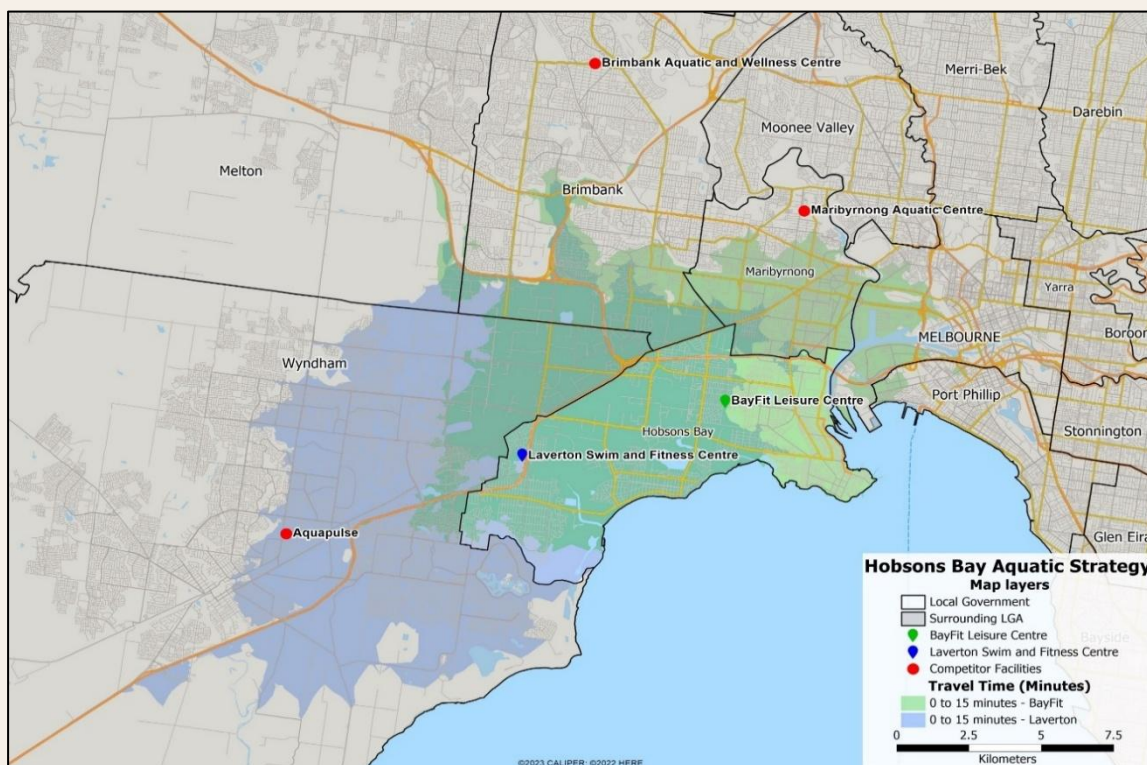 Brimbank Aquatic and Wellness Centre
Merri-Bek
Darebin
Moonee Valley
Melton
Brimbank
Maribyrnong Aquatic Centre
Maribyrnong
Yarra
MELBOURNE
Boroon
Wyndham
Port Phillip
BayFit Leisure Centre
Stonnington
Hobsons Bay
Laverton Swim and Fitness Centre
Aquapulse
Glen Eira
Hobsons Bay Aquatic Strategy
Map layers
Local Government
Surrounding LGA
BayFit Leisure Centre
Bayside
Laverton Swim and Fitness Centre
Competitor Facilities
Travel Time (Minutes)
0 to 15 minutes - BayFit
0 to 15 minutes - Laverton
0 2.5 5 7.5
Kilometers
©2023 CALIPER; ©2022 HERE